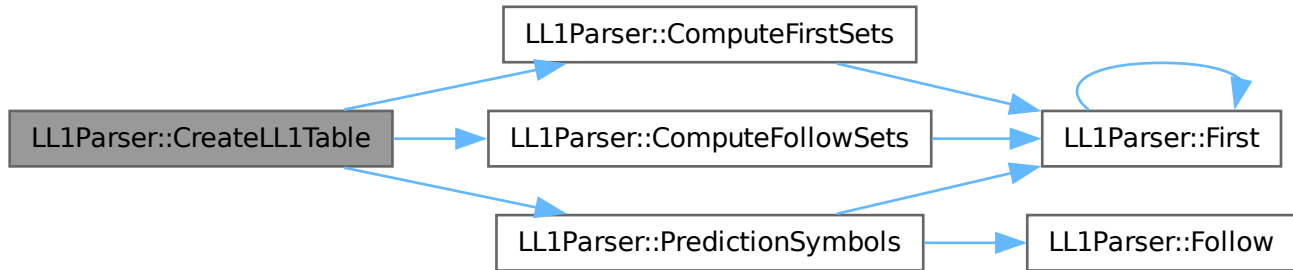 LL1Parser::ComputeFirstSets
LL1Parser::CreateLL1Table
LL1Parser::ComputeFollowSets
LL1Parser::First
LL1Parser::PredictionSymbols
LL1Parser::Follow